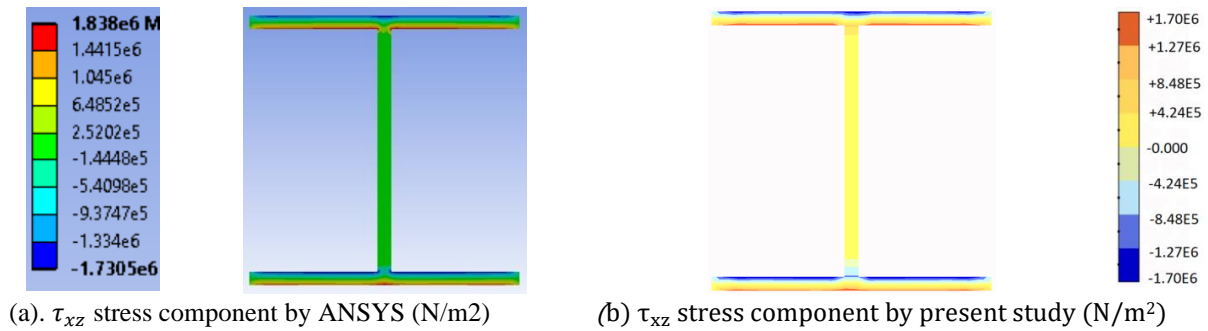 1.838e6 M
1.4415e6
1.045e6
6.4852e5
2.5202e5
-1.4448e5
-5.4098e5
-9.3747e5
-1.334e6
-1.7305e6
+1.70E6
+1.27E6
+8.48E5
+4.24E5
-0.000
-4.24E5
-8.48E5
-1.27E6
-1.70E6
(a). τxz stress component by ANSYS (N/m2)
(b) τxz stress component by present study (N/m²)